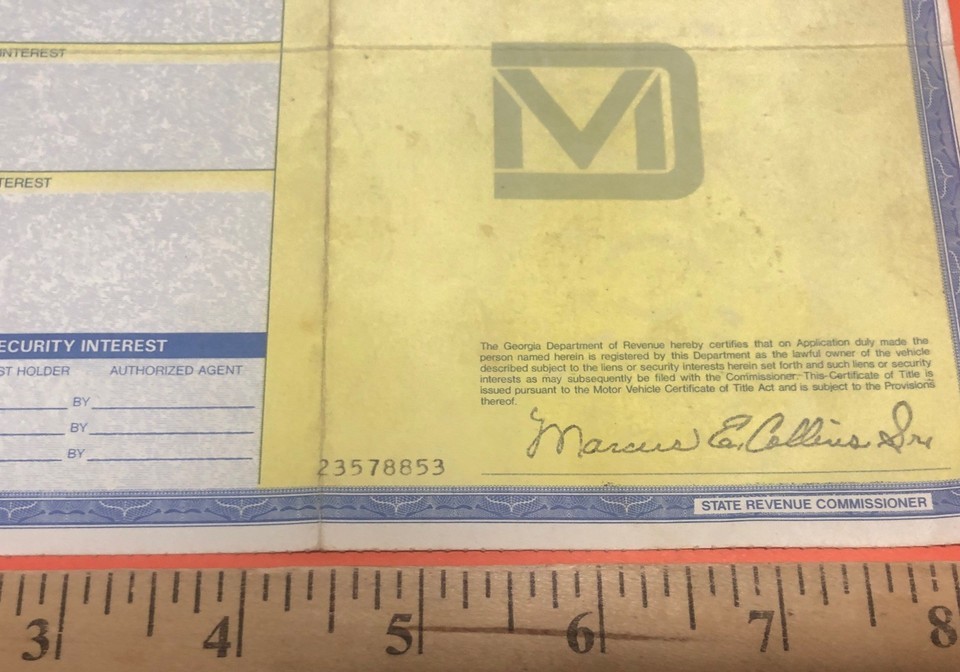 INTEREST
DMV
TEREST
ECURITY INTEREST
ST HOLDER AUTHORIZED AGENT
BY
BY
BY
The Georgia Department of Revenue hereby certifies that on Application duly made the
person named herein is registered by this Department as the lawful owner of the vehicle
described subject to the liens or security interests herein set forth and such liens or security
interests as may subsequently be filed with the Commissioner. This Certificate of Title is
issued pursuant to the Motor Vehicle Certificate of Title Act and is subject to the Provisions
thereof.
Marcus E. Collins Sr.
23578853
STATE REVENUE COMMISSIONER
3 4 5 6 7 8